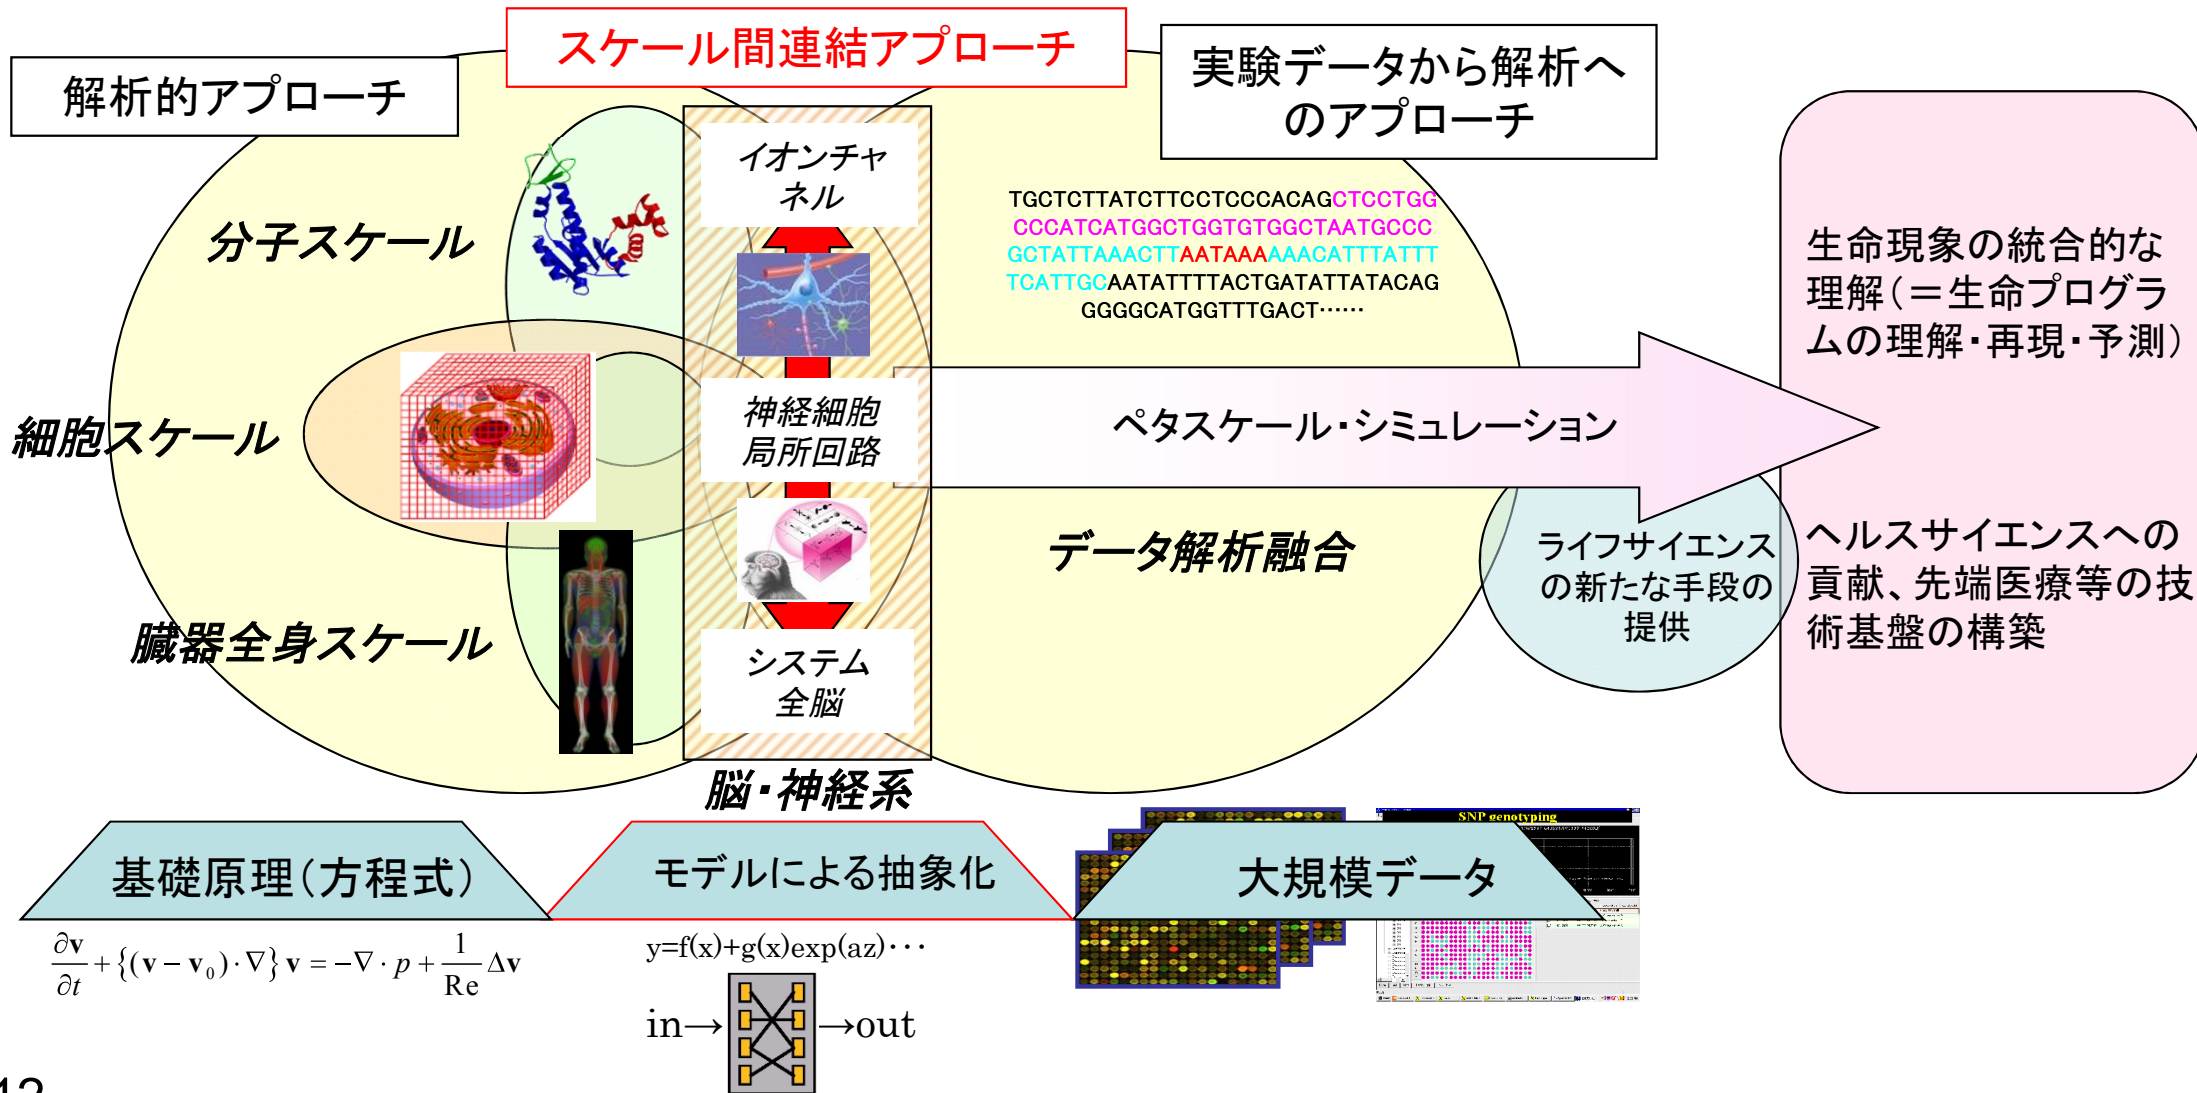 スケール間連結アプローチ
解析的アプローチ
実験データから解析へ
のアプローチ
イオンチャ
ネル
分子スケール
TGCTCTTATCTTCCTCCCACAGCTCCTGG
CCCATCATGGCTGGTGTGGCTAATGCCC
GCTATTAAACTTAATAAAAAACATTTATTT
TCATTGCAATATTTTACTGATATTATACAG
GGGGCATGGTTTGACT……
生命現象の統合的な
理解(=生命プログラ
ムの理解・再現・予測)
細胞スケール
神経細胞
局所回路
ペタスケール・シミュレーション
データ解析融合
ライフサイエンス
の新たな手段の
提供
ヘルスサイエンスへの
貢献、先端医療等の技
術基盤の構築
臓器全身スケール
システム
全脳
脳・神経系
基礎原理(方程式)
モデルによる抽象化
大規模データ
SNP genotyping
∂v/∂t + {(v − v₀)·∇} v = −∇·p + 1/Re Δv
y=f(x)+g(x)exp(az)···
in→ →out